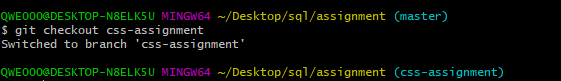 QWEOOO@DESKTOP-N8ELK5U MINGW64 ~/Desktop/sql/assignment (master)
$ git checkout css-assignment
Switched to branch 'css-assignment'
QWEOOO@DESKTOP-N8ELK5U MINGW64 ~/Desktop/sql/assignment (css-assignment)